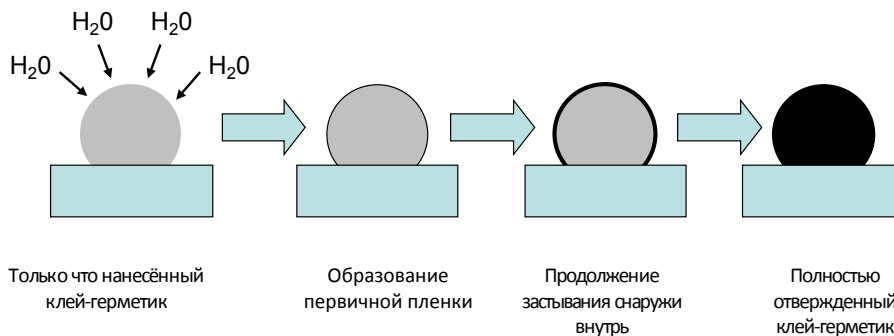 H₂0 H₂0
H₂0 H₂0
Только что нанесённый
клей-герметик
Образование
первичной пленки
Продолжение
застывания снаружи
внутрь
Полностью
отвержденный
клей-герметик